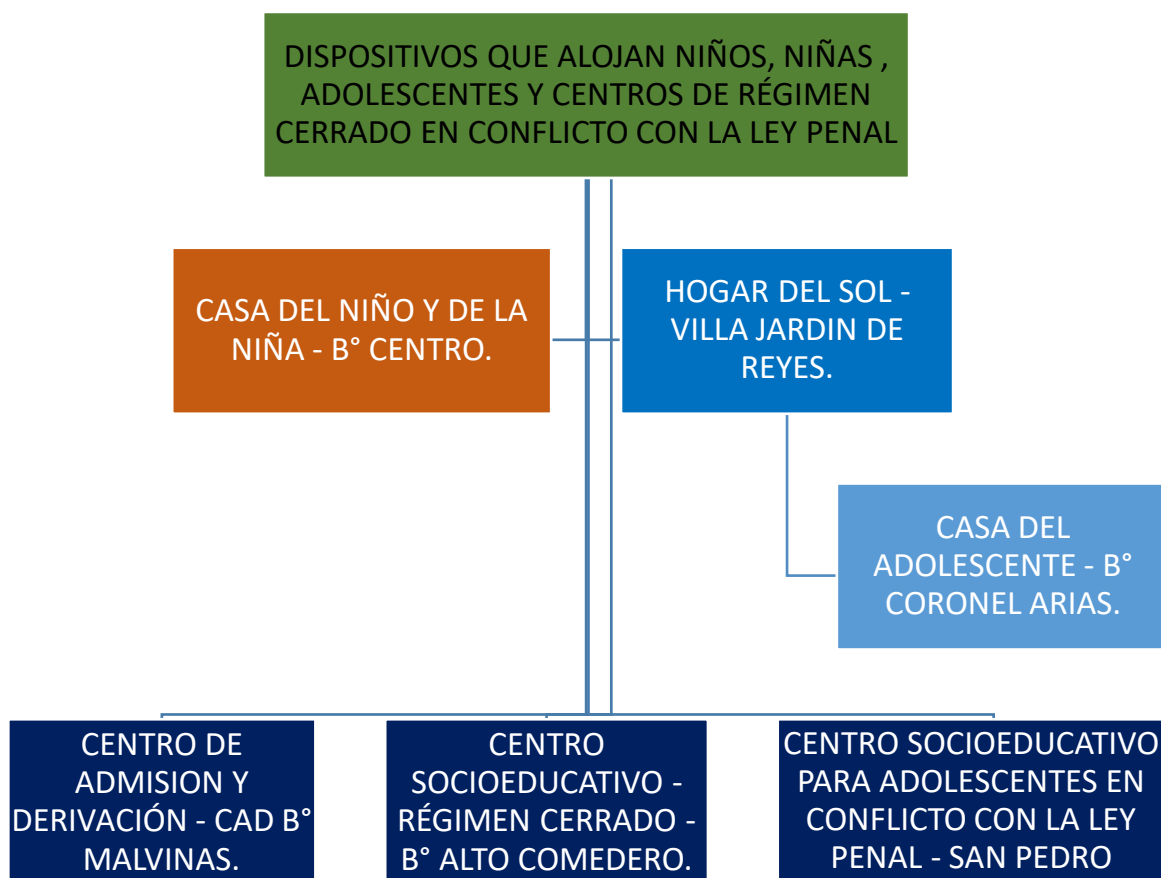 DISPOSITIVOS QUE ALOJAN NIÑOS, NIÑAS ,
ADOLESCENTES Y CENTROS DE RÉGIMEN
CERRADO EN CONFLICTO CON LA LEY PENAL
CASA DEL NIÑO Y DE LA
NIÑA - B° CENTRO.
HOGAR DEL SOL -
VILLA JARDIN DE
REYES.
CASA DEL
ADOLESCENTE - B°
CORONEL ARIAS.
CENTRO DE
ADMISION Y
DERIVACIÓN - CAD B°
MALVINAS.
CENTRO
SOCIOEDUCATIVO -
RÉGIMEN CERRADO -
B° ALTO COMEDERO.
CENTRO SOCIOEDUCATIVO
PARA ADOLESCENTES EN
CONFLICTO CON LA LEY
PENAL - SAN PEDRO